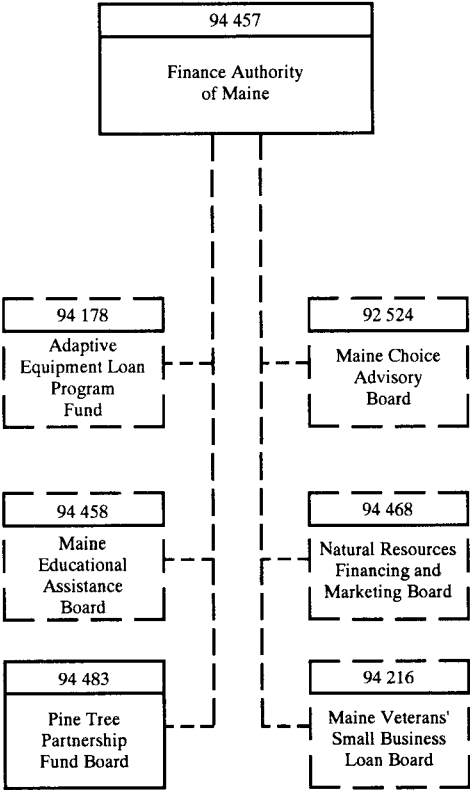 94 457
Finance Authority
of Maine
94 178
Adaptive
Equipment Loan
Program
Fund
92 524
Maine Choice
Advisory
Board
94 458
Maine
Educational
Assistance
Board
94 468
Natural Resources
Financing and
Marketing Board
94 483
Pine Tree
Partnership
Fund Board
94 216
Maine Veterans'
Small Business
Loan Board